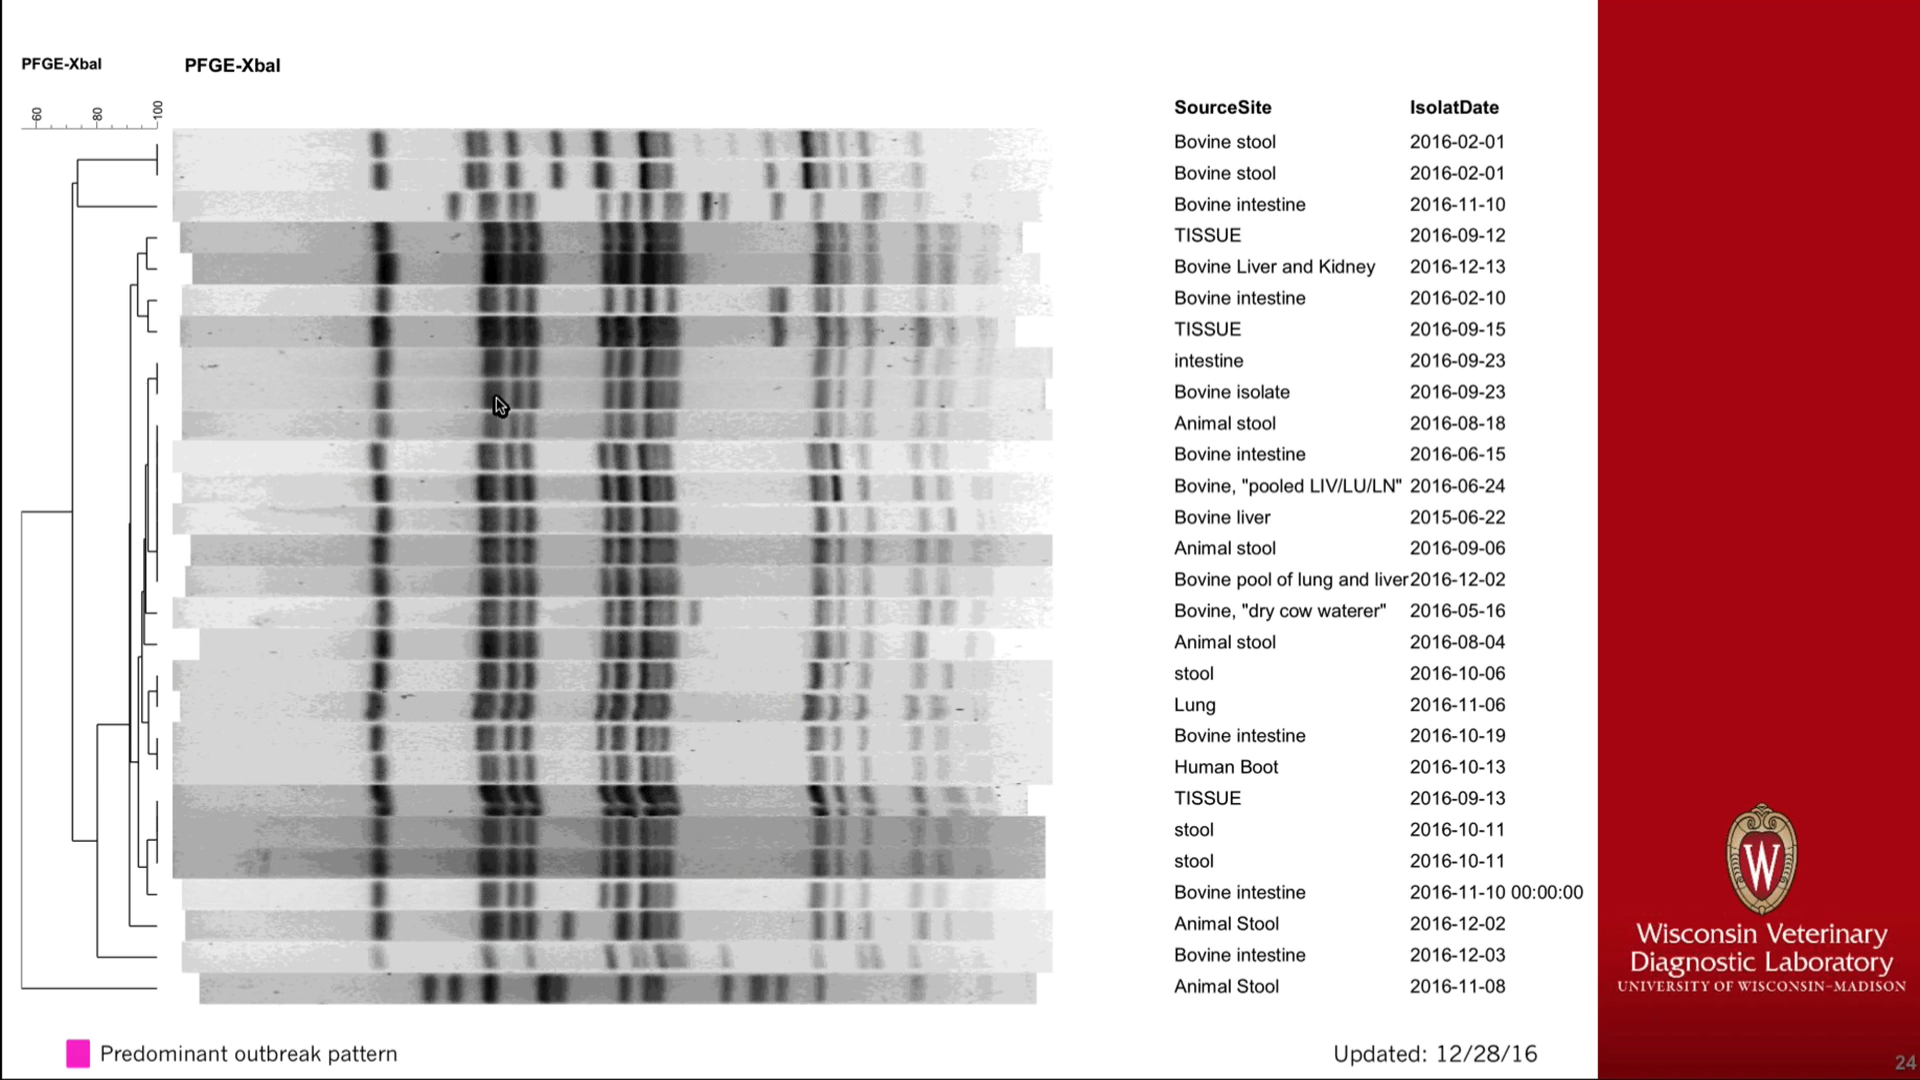 PFGE-XbaI
PFGE-XbaI
60
80
100
SourceSite IsolatDate
Bovine stool 2016-02-01
Bovine stool 2016-02-01
Bovine intestine 2016-11-10
TISSUE 2016-09-12
Bovine Liver and Kidney 2016-12-13
Bovine intestine 2016-02-10
TISSUE 2016-09-15
intestine 2016-09-23
Bovine isolate 2016-09-23
Animal stool 2016-08-18
Bovine intestine 2016-06-15
Bovine, "pooled LIV/LU/LN" 2016-06-24
Bovine liver 2015-06-22
Animal stool 2016-09-06
Bovine pool of lung and liver 2016-12-02
Bovine, "dry cow waterer" 2016-05-16
Animal stool 2016-08-04
stool 2016-10-06
Lung 2016-11-06
Bovine intestine 2016-10-19
Human Boot 2016-10-13
TISSUE 2016-09-13
stool 2016-10-11
stool 2016-10-11
Bovine intestine 2016-11-10 00:00:00
Animal Stool 2016-12-02
Bovine intestine 2016-12-03
Animal Stool 2016-11-08
Predominant outbreak pattern
Updated: 12/28/16
W
Wisconsin Veterinary
Diagnostic Laboratory
UNIVERSITY OF WISCONSIN–MADISON
24